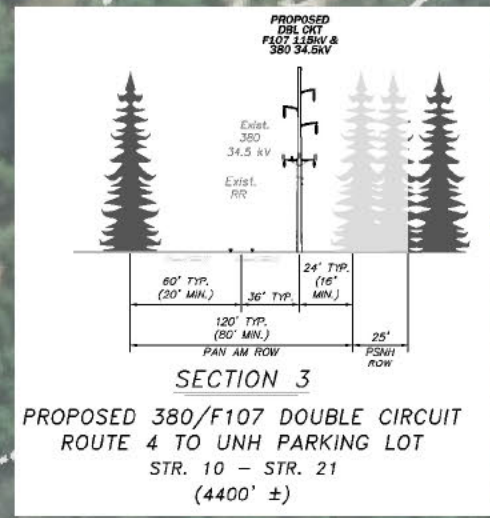 PROPOSED
DBL CKT
F107 115kV &
380 34.5kV
Exist.
380
34.5 kV
Exist.
RR
60' TYP.
(20' MIN.)
36' TYP.
24' TYP.
(16'
MIN.)
120' TYP.
(80' MIN.)
PAN AM ROW
25'
PSNH
ROW
SECTION 3
PROPOSED 380/F107 DOUBLE CIRCUIT
ROUTE 4 TO UNH PARKING LOT
STR. 10 – STR. 21
(4400' ±)